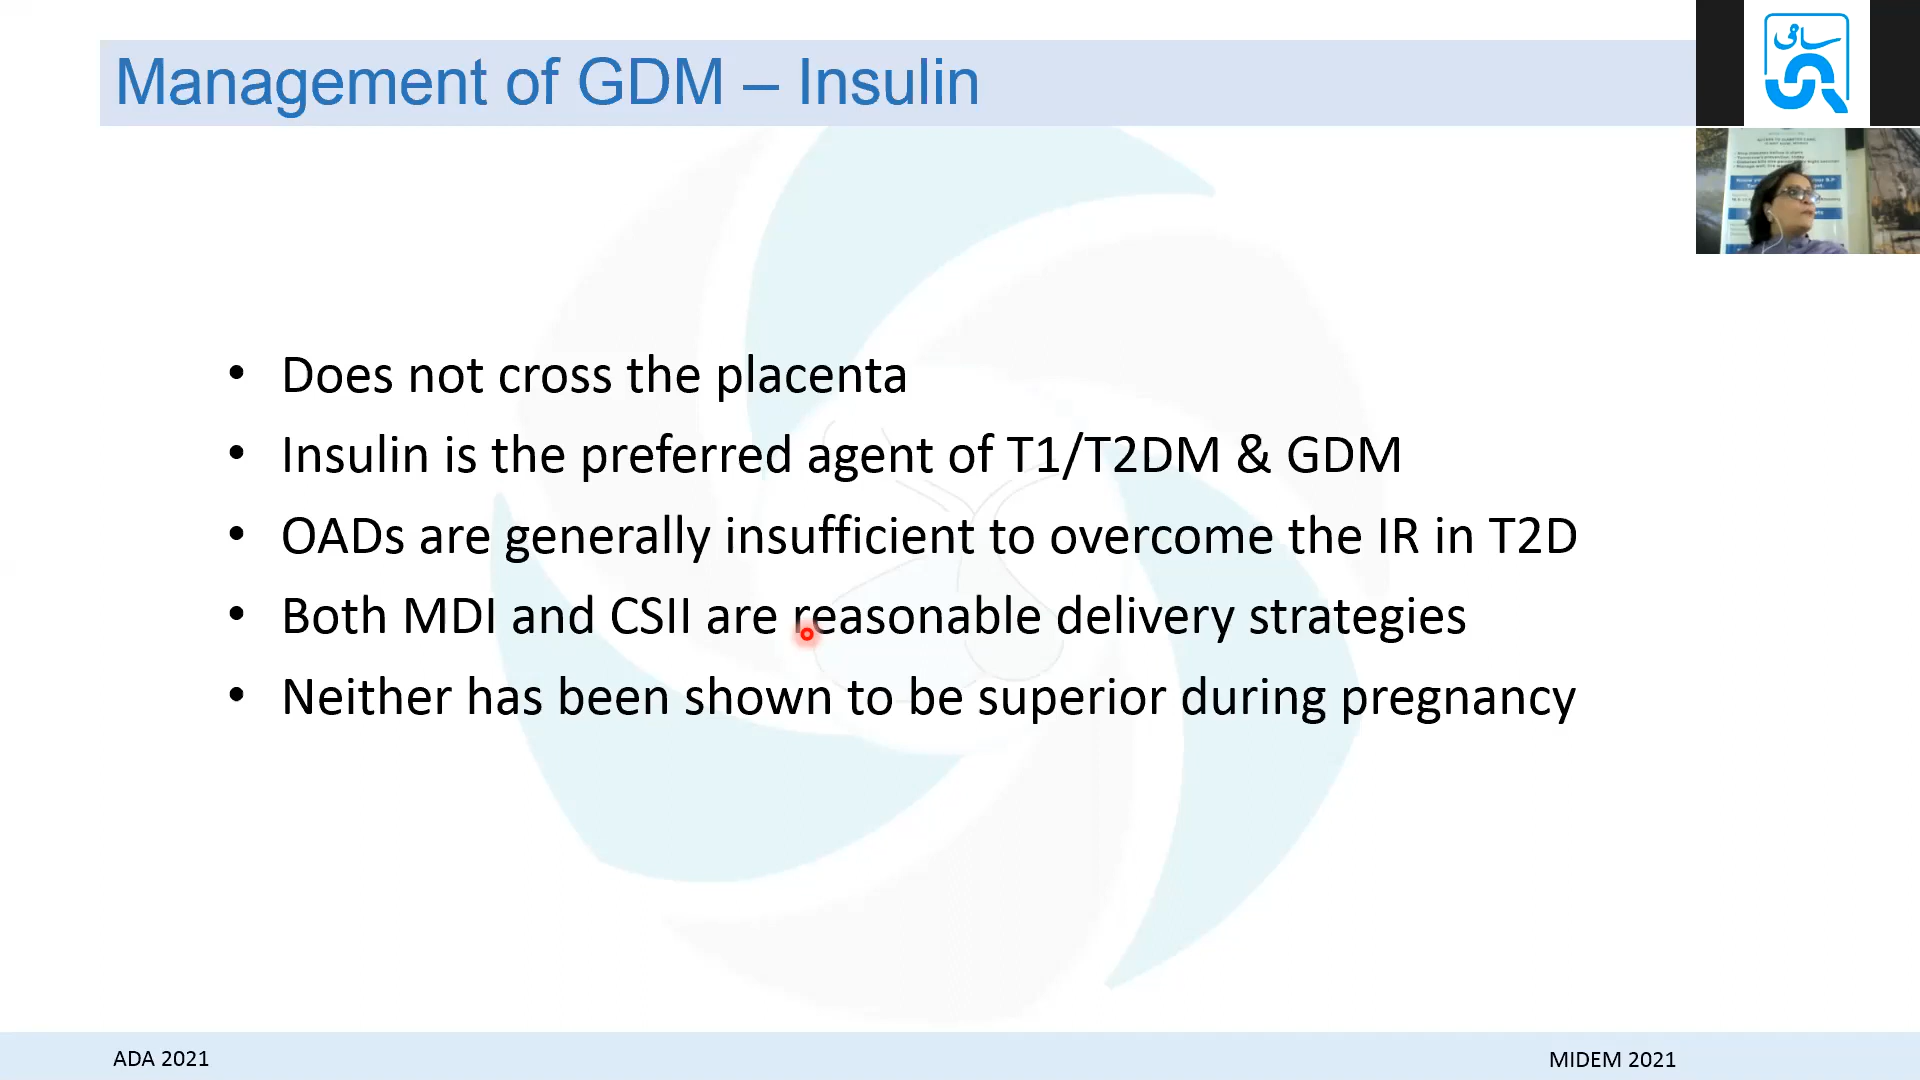 Management of GDM – Insulin
سافی
• Does not cross the placenta
• Insulin is the preferred agent of T1/T2DM & GDM
• OADs are generally insufficient to overcome the IR in T2D
• Both MDI and CSII are reasonable delivery strategies
• Neither has been shown to be superior during pregnancy
ADA 2021
MIDEM 2021